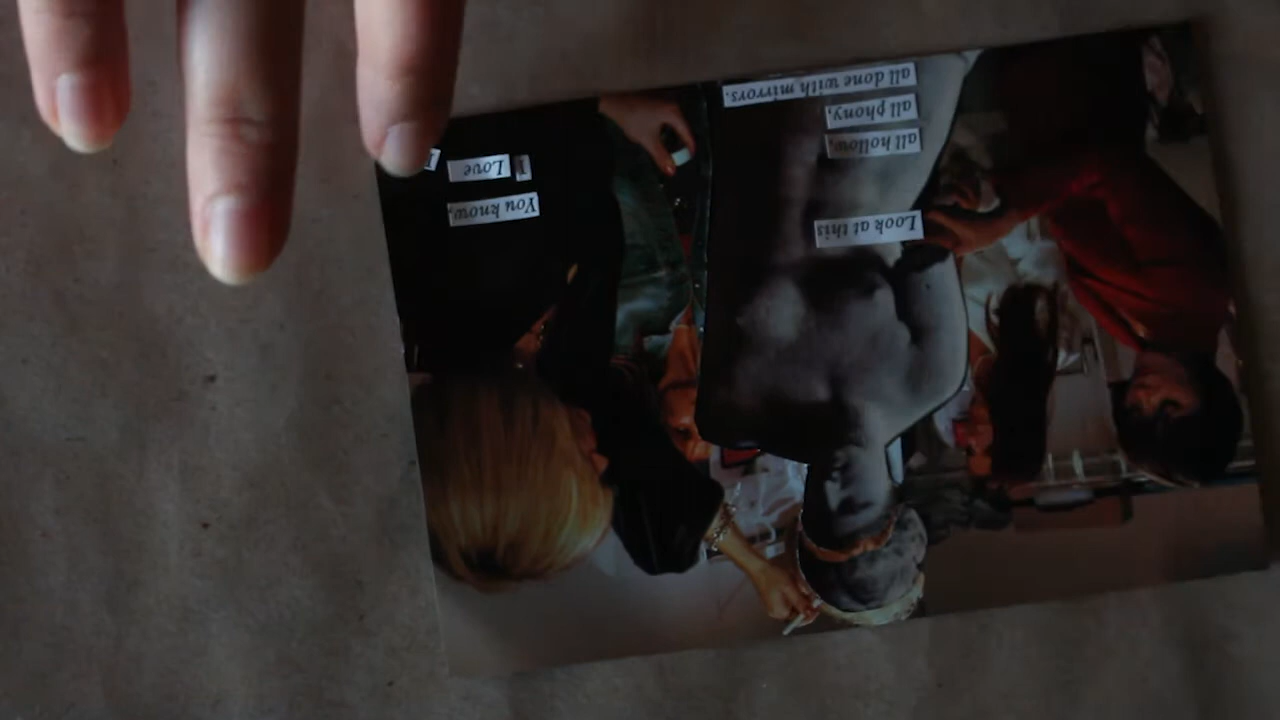 Look at this
all hollow,
all phony,
all done with mirrors.
You know,
I Love